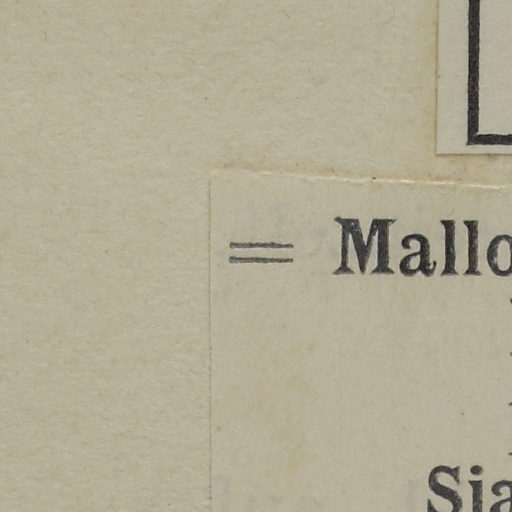 = Mallo
Sia